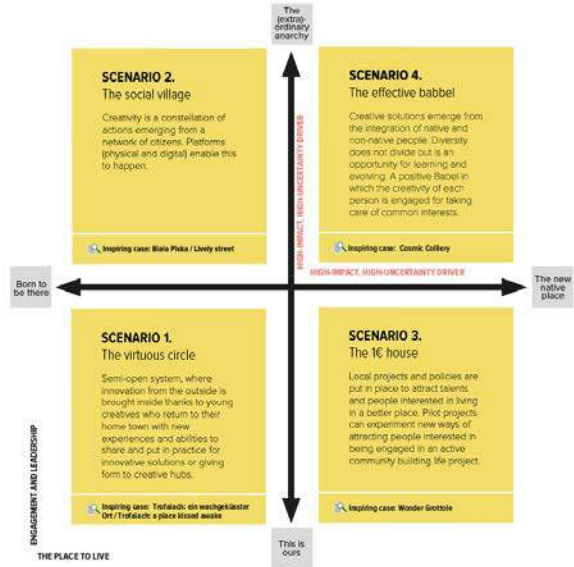 The
(extra)-
ordinary
anarchy
SCENARIO 2.
The social village
Creativity is a constellation of
actions emerging from a
network of citizens. Platforms
(physical and digital) enable this
to happen.
Inspiring case: Biała Piska / Lively street
HIGH-IMPACT, HIGH-UNCERTAINTY DRIVER
SCENARIO 4.
The effective babbel
Creative solutions emerge from
the integration of native and
non-native people. Diversity
does not divide but is an
opportunity for learning and
evolving. A positive Babel in
which the creativity of each
person is engaged for taking
care of common interests.
Inspiring case: Cosmic Colliery
HIGH-IMPACT, HIGH-UNCERTAINTY DRIVER
Born to
be there
The new
native
place
SCENARIO 1.
The virtuous circle
Semi-open system, where
innovation from the outside is
brought inside thanks to young
creatives who return to their
home town with new
experiences and abilities to
share and put in practice for
innovative solutions or giving
form to creative hubs.
Inspiring case: Trofaiach: ein wachgeküsster
Ort / Trofaiach: a place kissed awake
SCENARIO 3.
The 1€ house
Local projects and policies are
put in place to attract talents
and people interested in living
in a better place. Pilot projects
can experiment new ways of
attracting people interested in
being engaged in an active
community building life project.
Inspiring case: Wonder Grottole
This is
ours
ENGAGEMENT AND LEADERSHIP
THE PLACE TO LIVE